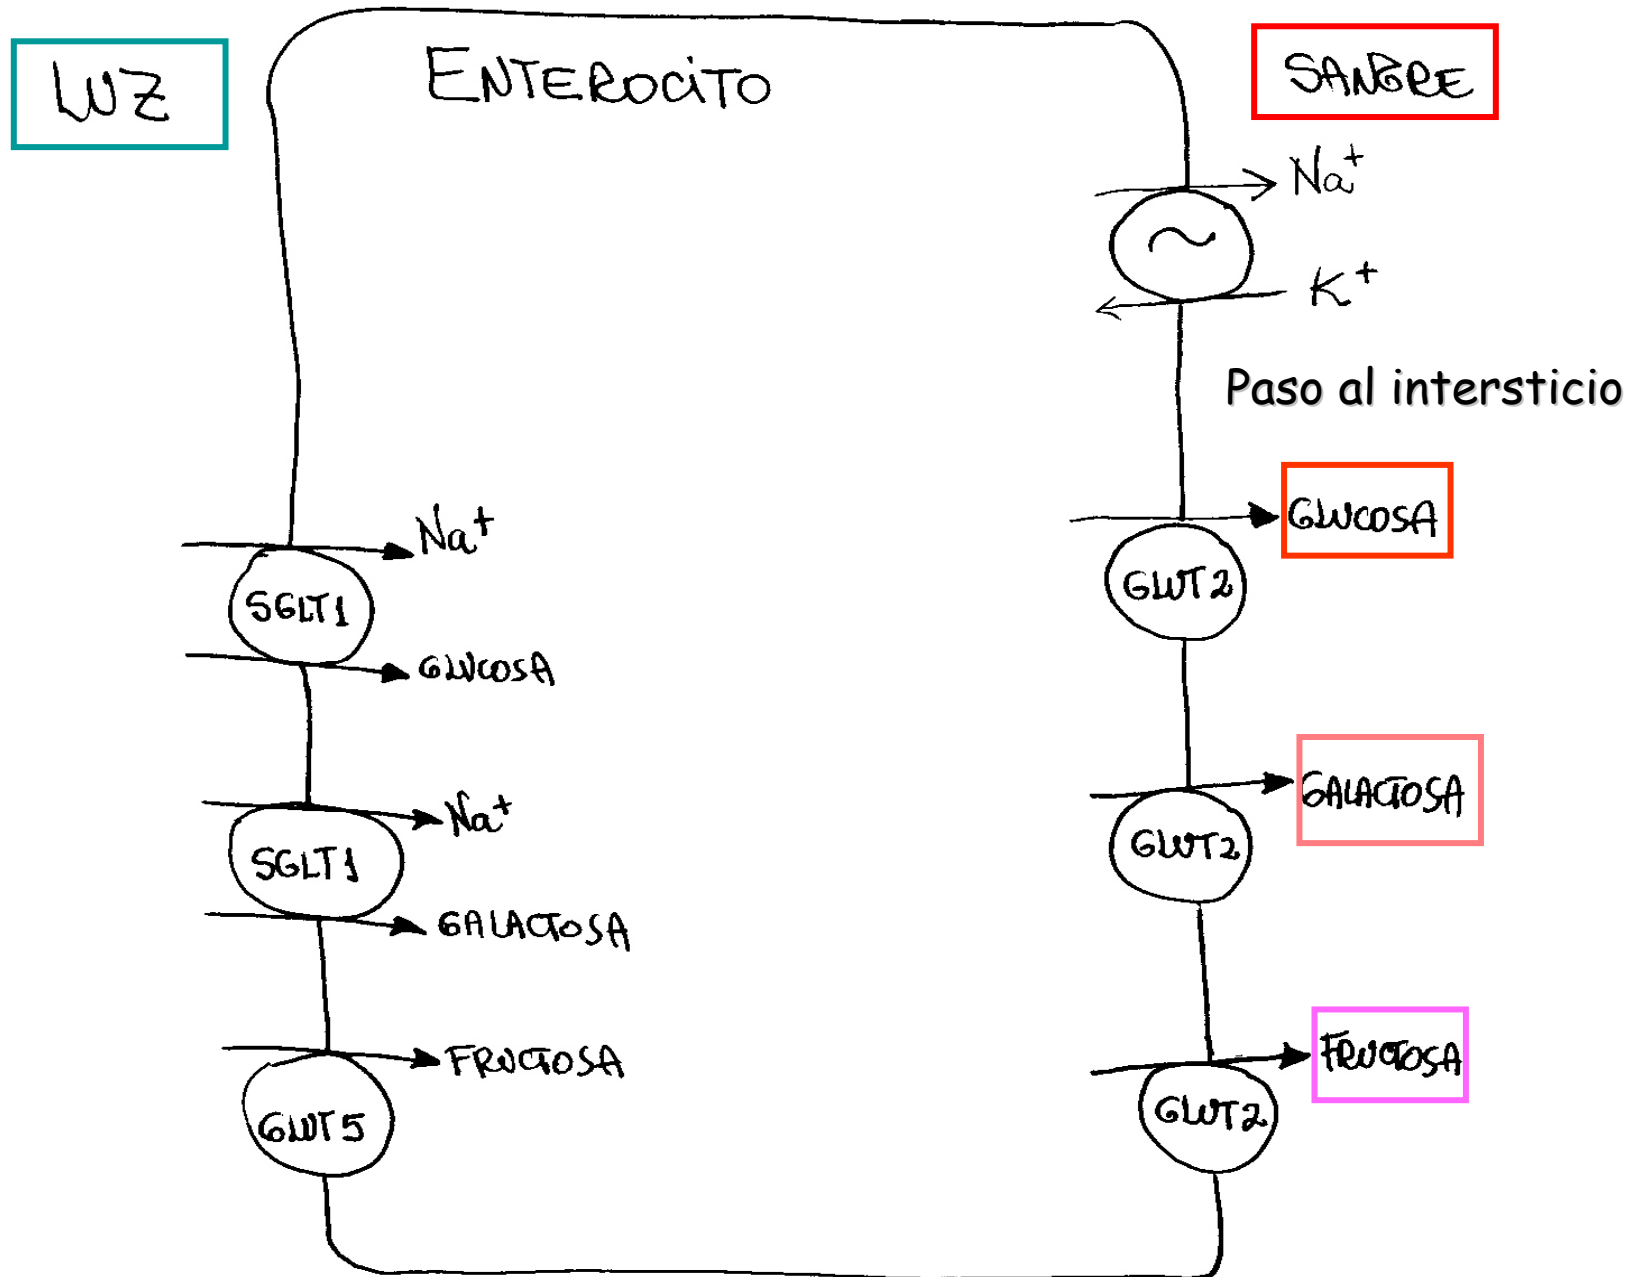 LUZ
ENTEROCITO
SANGRE
Na+
K+
Paso al intersticio
Na+
SGLT1
GLUCOSA
GLUCOSA
GLUT2
Na+
SGLT1
GALACTOSA
GALACTOSA
GLUT2
FRUCTOSA
GLUT5
FRUCTOSA
GLUT2